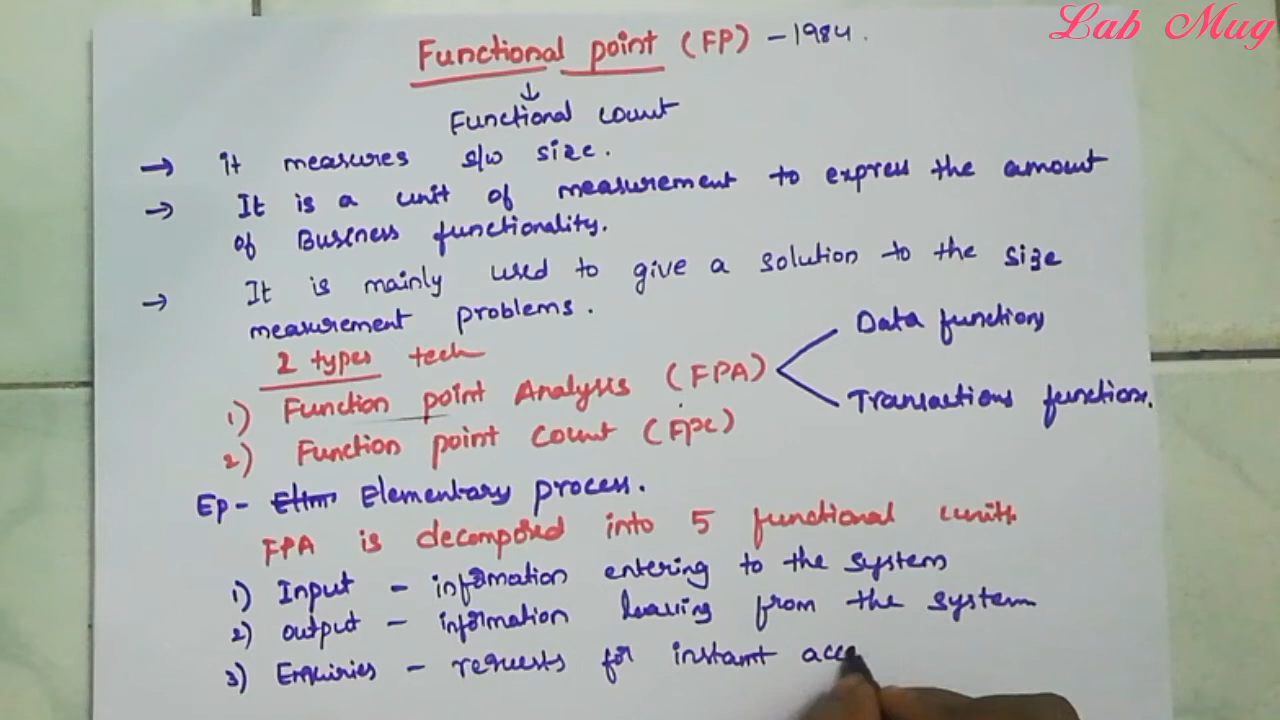 Lab Mug
Functional point (FP) - 1984.
↓
Functional count
→ it measures s/w size.
→ It is a unit of measurement to express the amount
of Business functionality.
→ It is mainly used to give a solution to the size
measurement problems.
2 types tech
1) Function point Analysis (FPA)
Data functions
Transactions functions.
2) Function point count (Fpc)
Ep - Elementary process.
FPA is decomposed into 5 functional units
1) Input - information entering to the system
2) output - information leaving from the system
3) Enquiries - requests for instant acce